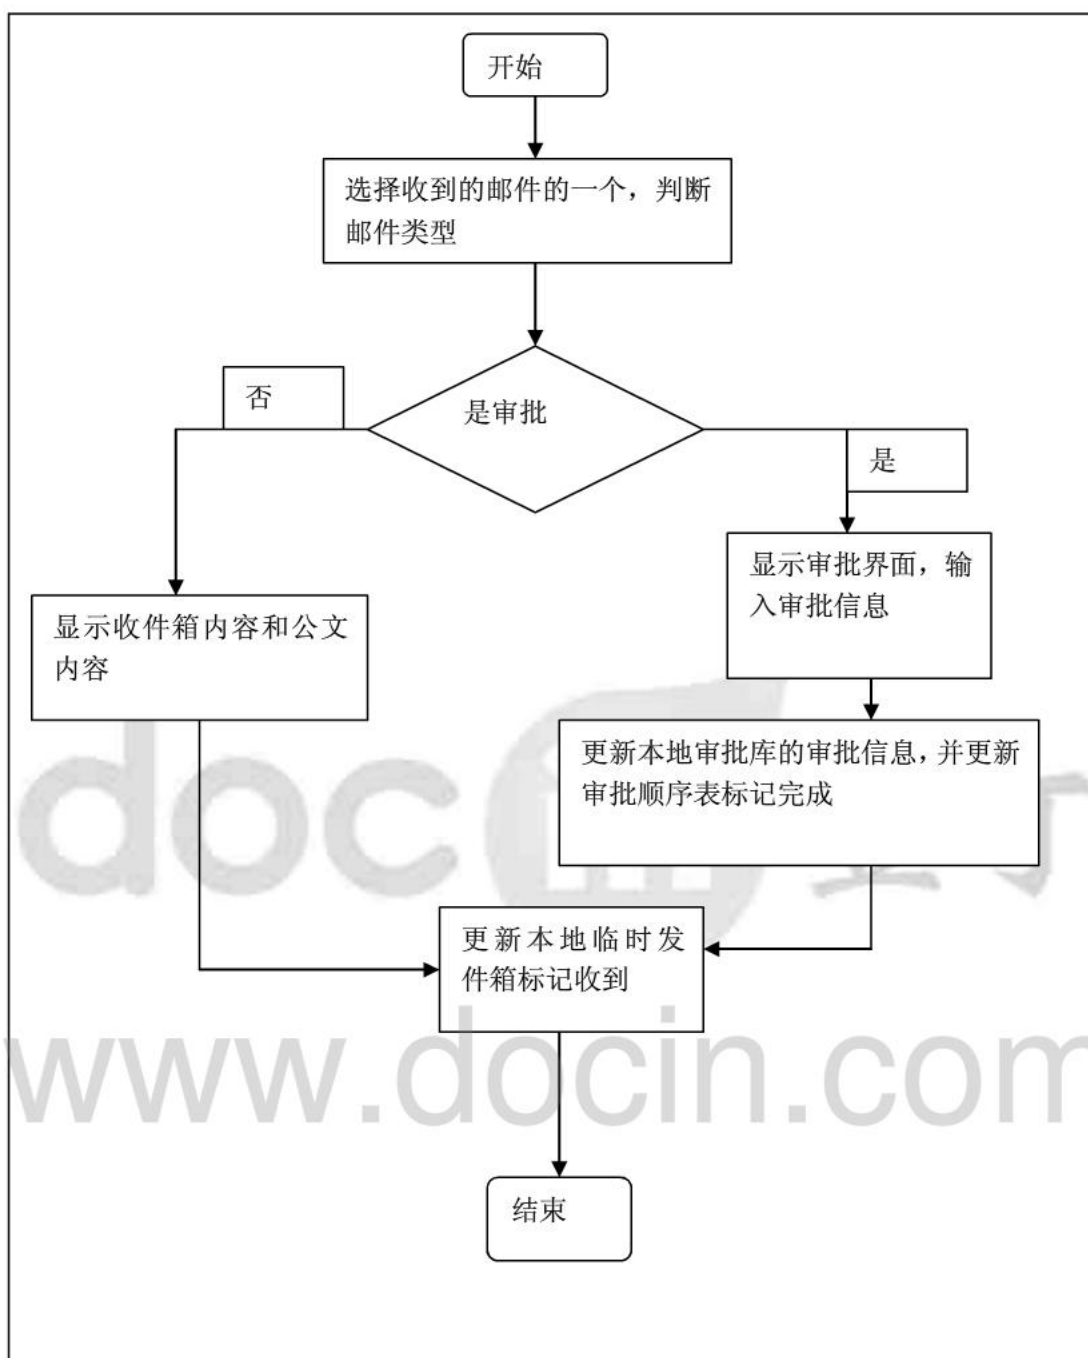 开始
选择收到的邮件的一个，判断
邮件类型
否
是审批
是
显示审批界面，输
入审批信息
显示收件箱内容和公文
内容
更新本地审批库的审批信息，并更新
审批顺序表标记完成
更新本地临时发
件箱标记收到
结束
docin
www.docin.com